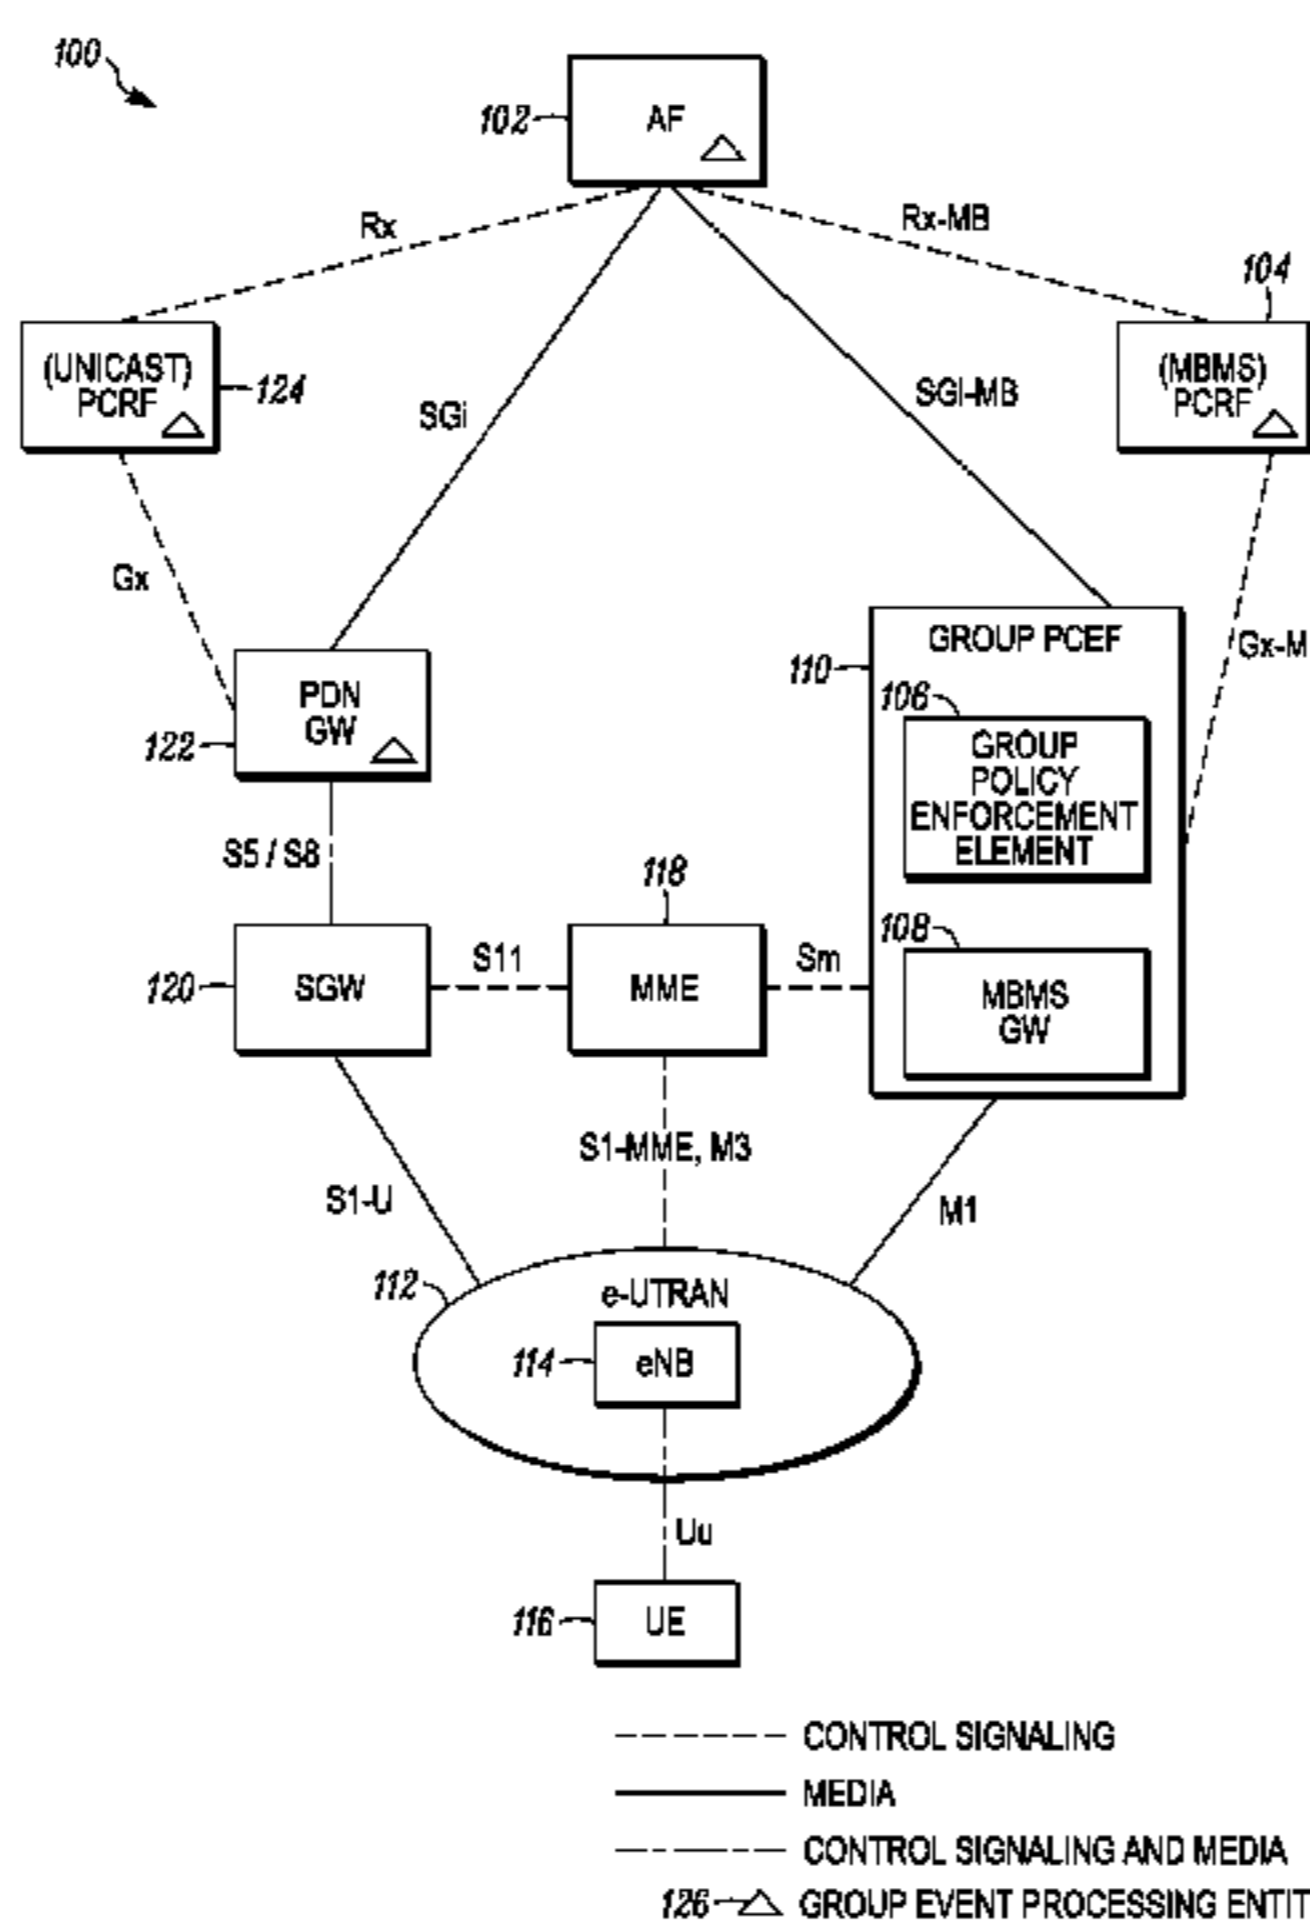 100
102
AF
Rx
Rx-MB
104
(UNICAST)
PCRF
124
(MBMS)
PCRF
SGi
SGi-MB
Gx
Gx-M
GROUP PCEF
110
106
GROUP
POLICY
ENFORCEMENT
ELEMENT
PDN
GW
122
S5 / S8
118
108
120
SGW
S11
MME
Sm
MBMS
GW
S1-MME, M3
S1-U
M1
112
e-UTRAN
114
eNB
Uu
116
UE
CONTROL SIGNALING
MEDIA
CONTROL SIGNALING AND MEDIA
126 GROUP EVENT PROCESSING ENTIT